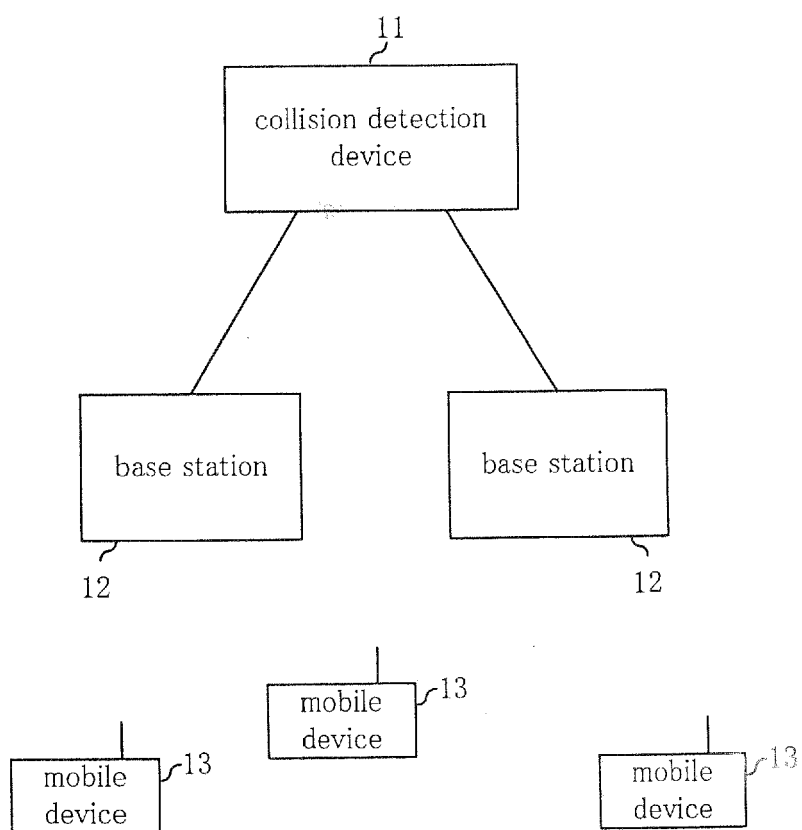 11
collision detection
device
base station
base station
12
12
mobile
device
13
mobile
device
13
mobile
device
13